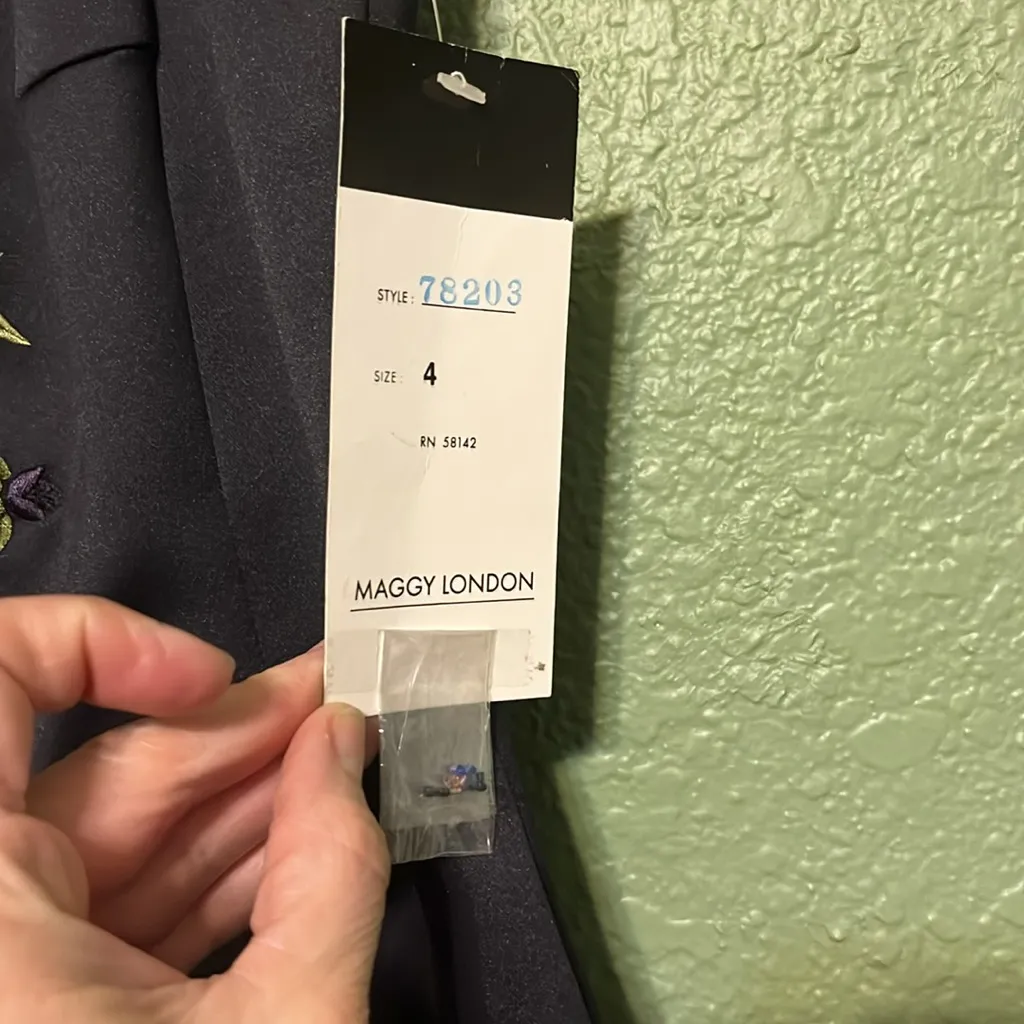 STYLE: 78203
SIZE: 4
RN 58142
MAGGY LONDON